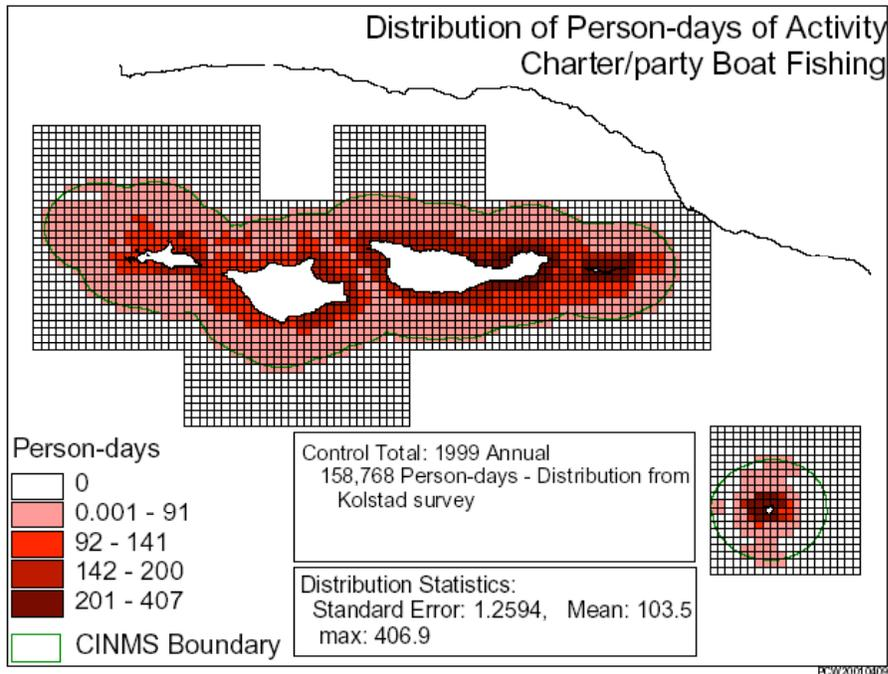 Distribution of Person-days of Activity
Charter/party Boat Fishing
Person-days
0
0.001 - 91
92 - 141
142 - 200
201 - 407
CINMS Boundary
Control Total: 1999 Annual
158,768 Person-days - Distribution from
Kolstad survey
Distribution Statistics:
Standard Error: 1.2594, Mean: 103.5
max: 406.9
PCW20010409